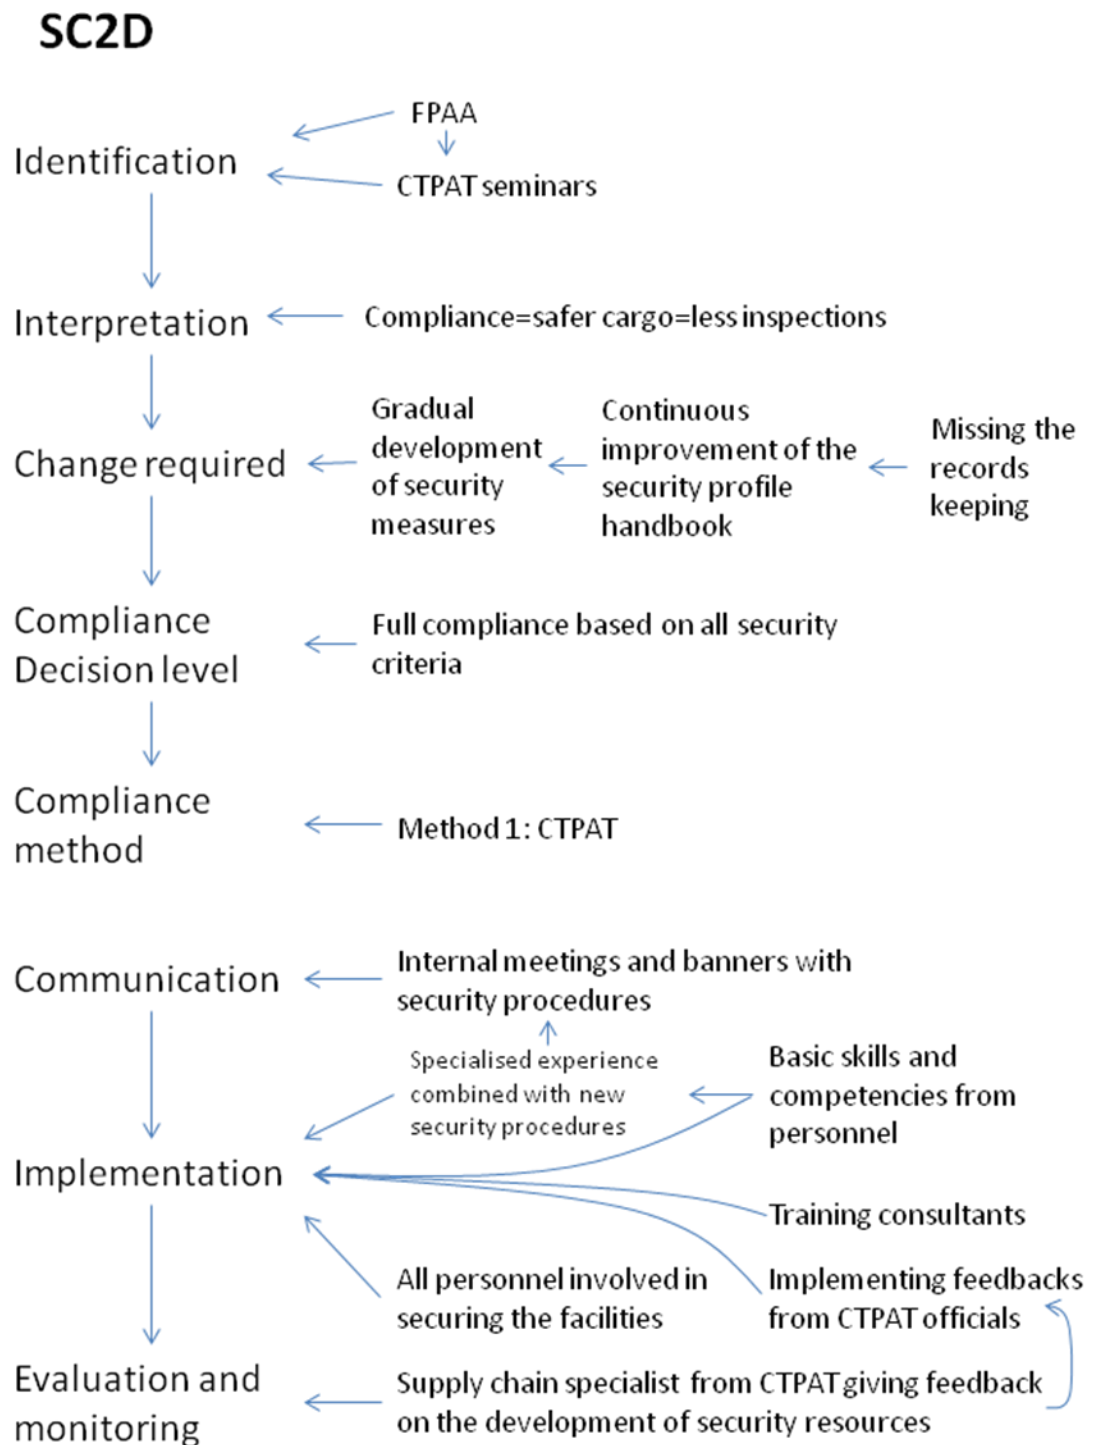 SC2D
FPAA
Identification
CTPAT seminars
Interpretation
Compliance=safer cargo=less inspections
Change required
Gradual
development
of security
measures
Continuous
improvement of the
security profile
handbook
Missing the
records
keeping
Compliance
Decision level
Full compliance based on all security
criteria
Compliance
method
Method 1: CTPAT
Communication
Internal meetings and banners with
security procedures
Specialised experience
combined with new
security procedures
Basic skills and
competencies from
personnel
Implementation
Training consultants
All personnel involved in
securing the facilities
Implementing feedbacks
from CTPAT officials
Evaluation and
monitoring
Supply chain specialist from CTPAT giving feedback
on the development of security resources